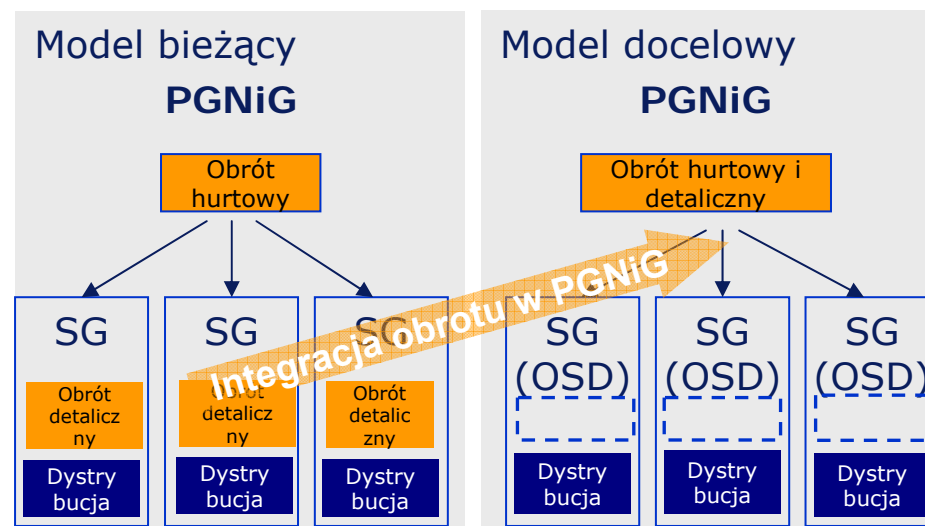 Model bieżący
PGNiG
Obrót
hurtowy
SG
Obrót
detalicz
ny
Dystry
bucja
SG
Obrót
detalicz
ny
Dystry
bucja
SG
Obrót
detalic
zny
Dystry
bucja
Integracja obrotu w PGNiG
Model docelowy
PGNiG
Obrót hurtowy i
detaliczny
SG
(OSD)
Dystry
bucja
SG
(OSD)
Dystry
bucja
SG
(OSD)
Dystry
bucja